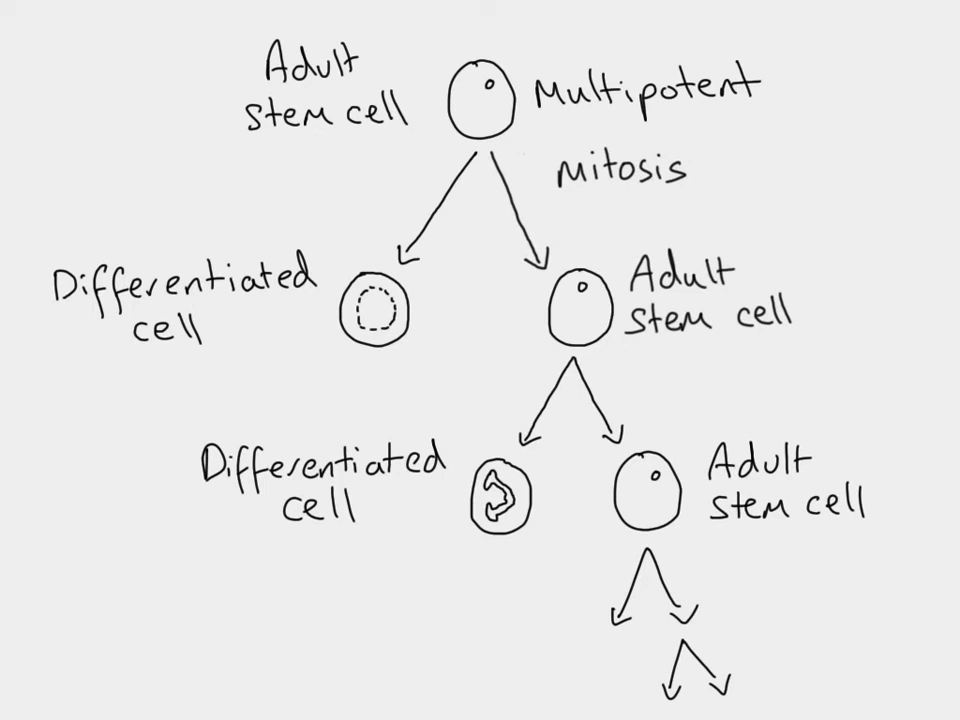 Adult
stem cell
Multipotent
Mitosis
Differentiated
cell
Adult
stem cell
Differentiated
cell
Adult
stem cell